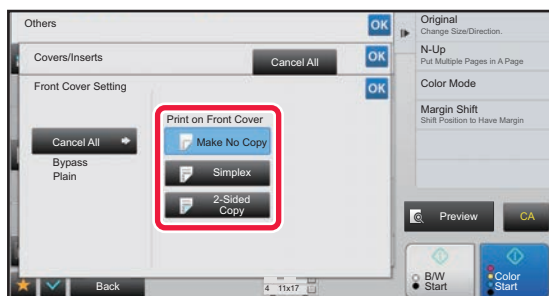 Others
OK
Covers/Inserts
Cancel All
OK
Front Cover Setting
OK
Print on Front Cover
Cancel All
Make No Copy
Bypass
Plain
Simplex
2-Sided
Copy
Back
4 11x17
Original
Change Size/Direction.
N-Up
Put Multiple Pages in A Page
Color Mode
Margin Shift
Shift Position to Have Margin
Preview
CA
B/W
Start
Color
Start